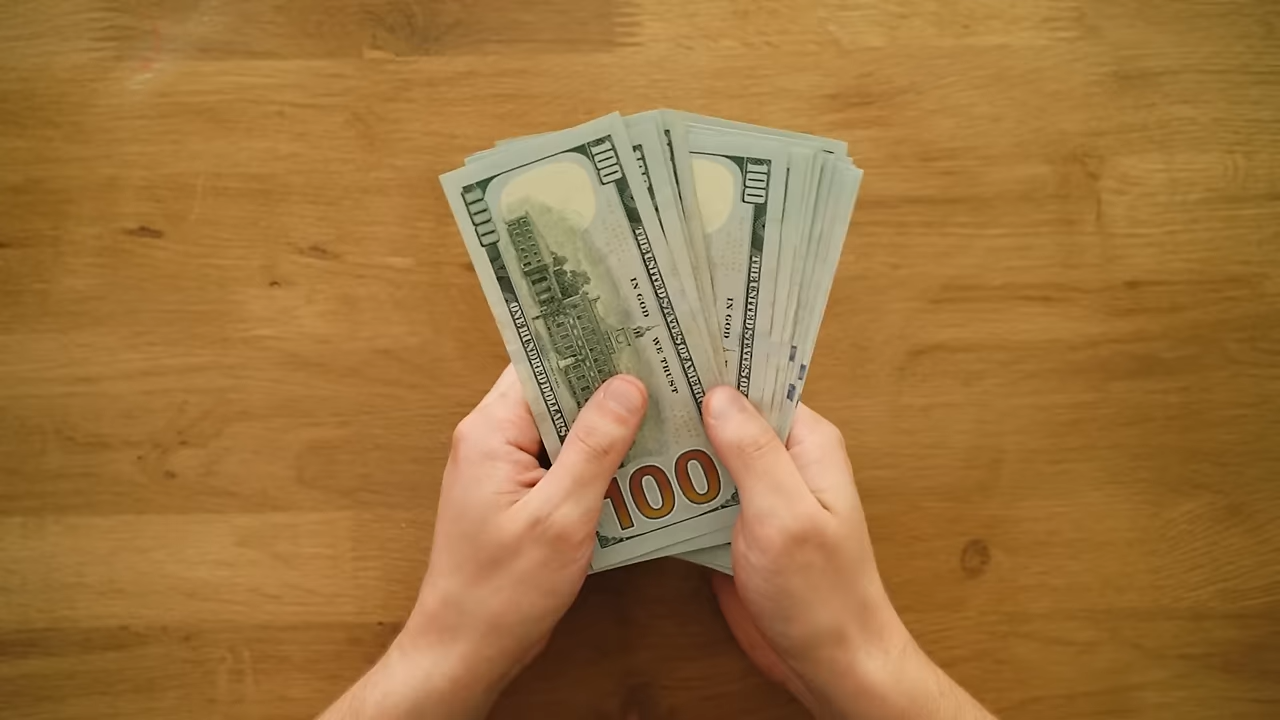 100
100
ONE HUNDRED DOLLARS
IN GOD WE TRUST
THE UNITED STATES OF AMERICA
100
100
IN GOD
THE UNITED STATES OF